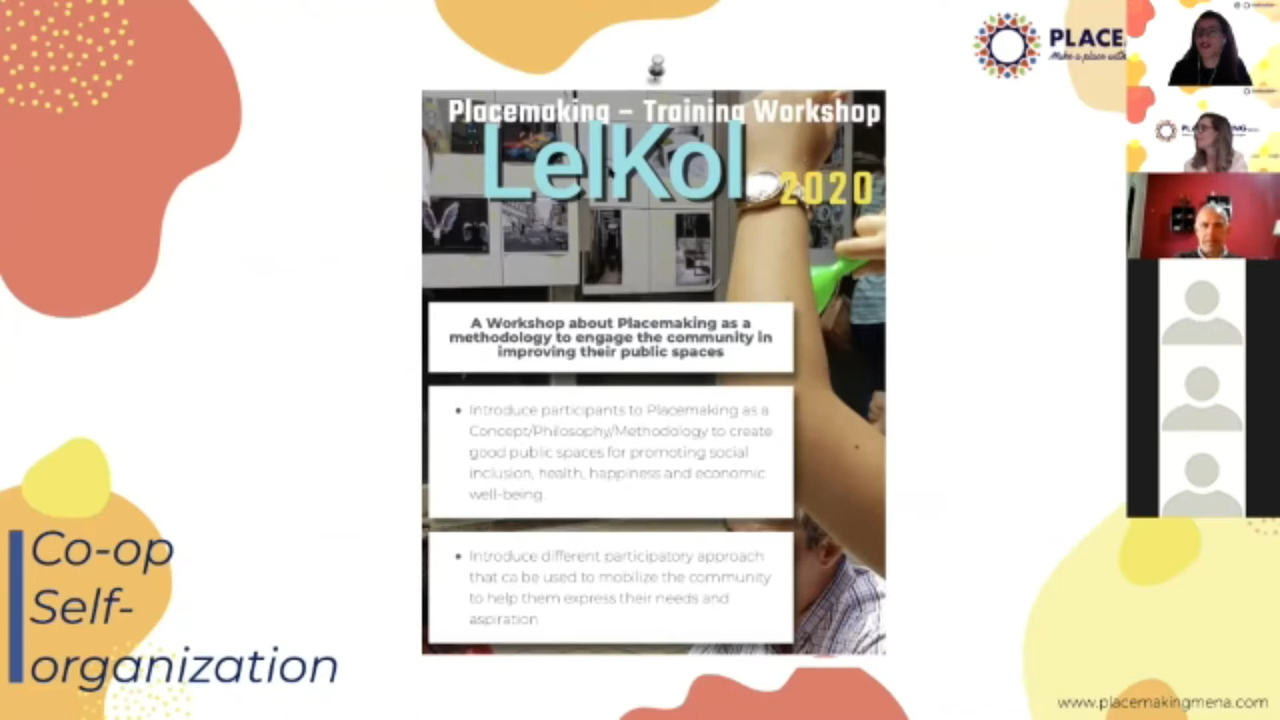 PLACE
Make a place with
Placemaking – Training Workshop
LelKol
2020
A Workshop about Placemaking as a
methodology to engage the community in
improving their public spaces
• Introduce participants to Placemaking as a
Concept/Philosophy/Methodology to create
good public spaces for promoting social
inclusion, health, happiness and economic
well-being.
• Introduce different participatory approach
that ca be used to mobilize the community
to help them express their needs and
aspiration
Co-op
Self-
organization
www.placemakingmena.com